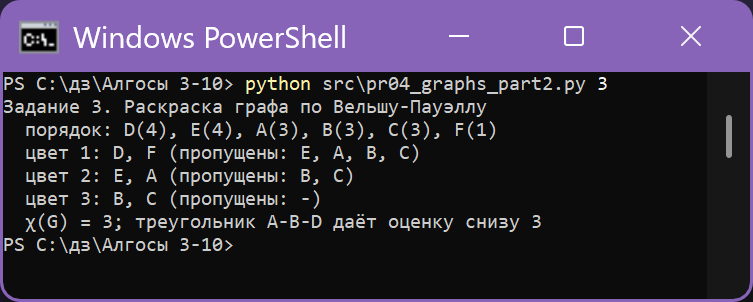 Windows PowerShell
PS C:\дз\Алгосы 3-10> python src\pr04_graphs_part2.py 3
Задание 3. Раскраска графа по Вельшу-Пауэллу
порядок: D(4), E(4), A(3), B(3), C(3), F(1)
цвет 1: D, F (пропущены: E, A, B, C)
цвет 2: E, A (пропущены: B, C)
цвет 3: B, C (пропущены: -)
χ(G) = 3; треугольник A-B-D даёт оценку снизу 3
PS C:\дз\Алгосы 3-10>